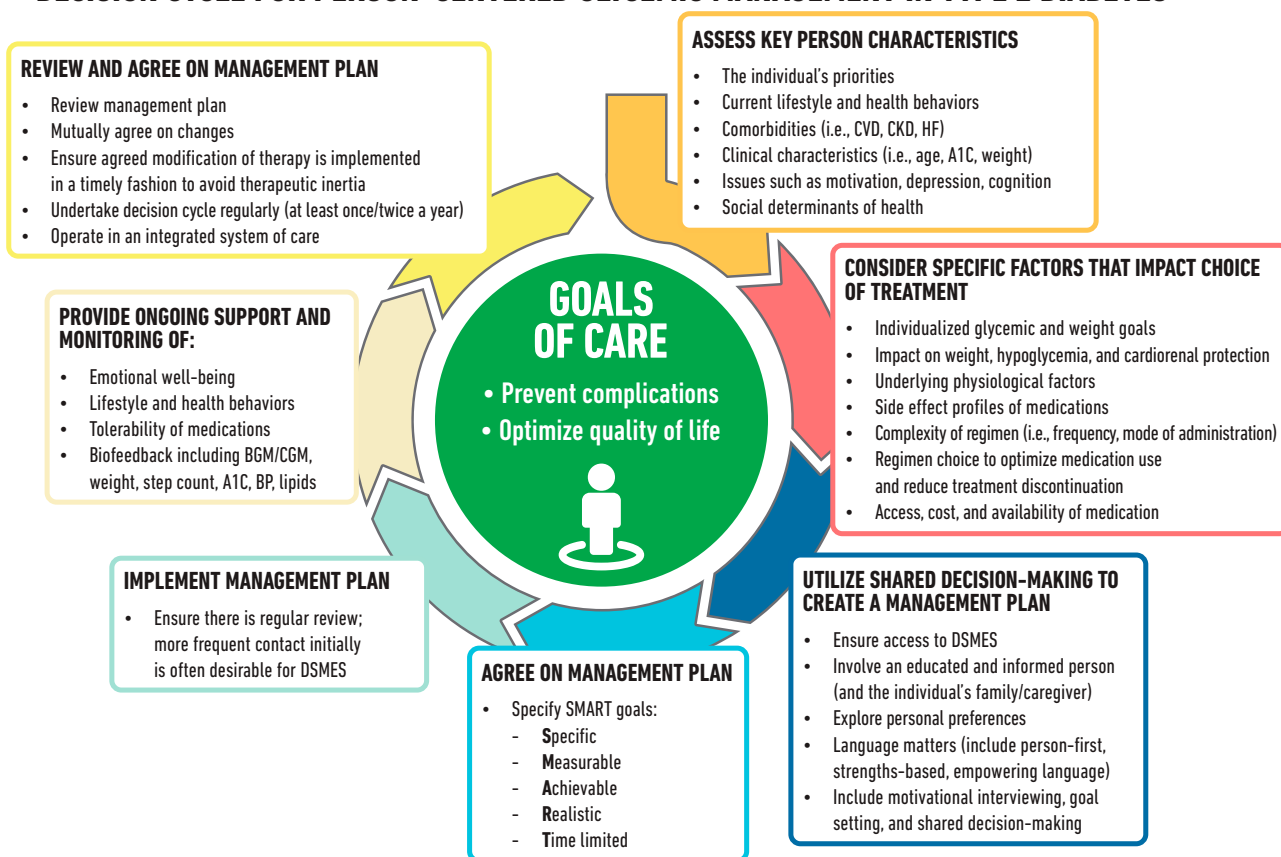 DECISION CYCLE FOR PERSON-CENTERED GLYCEMIC MANAGEMENT IN TYPE 2 DIABETES
ASSESS KEY PERSON CHARACTERISTICS
• The individual's priorities
• Current lifestyle and health behaviors
• Comorbidities (i.e., CVD, CKD, HF)
• Clinical characteristics (i.e., age, A1C, weight)
• Issues such as motivation, depression, cognition
• Social determinants of health
CONSIDER SPECIFIC FACTORS THAT IMPACT CHOICE
OF TREATMENT
• Individualized glycemic and weight goals
• Impact on weight, hypoglycemia, and cardiorenal protection
• Underlying physiological factors
• Side effect profiles of medications
• Complexity of regimen (i.e., frequency, mode of administration)
• Regimen choice to optimize medication use
and reduce treatment discontinuation
• Access, cost, and availability of medication
UTILIZE SHARED DECISION-MAKING TO
CREATE A MANAGEMENT PLAN
• Ensure access to DSMES
• Involve an educated and informed person
(and the individual's family/caregiver)
• Explore personal preferences
• Language matters (include person-first,
strengths-based, empowering language)
• Include motivational interviewing, goal
setting, and shared decision-making
AGREE ON MANAGEMENT PLAN
• Specify SMART goals:
- Specific
- Measurable
- Achievable
- Realistic
- Time limited
IMPLEMENT MANAGEMENT PLAN
• Ensure there is regular review;
more frequent contact initially
is often desirable for DSMES
PROVIDE ONGOING SUPPORT AND
MONITORING OF:
• Emotional well-being
• Lifestyle and health behaviors
• Tolerability of medications
• Biofeedback including BGM/CGM,
weight, step count, A1C, BP, lipids
REVIEW AND AGREE ON MANAGEMENT PLAN
• Review management plan
• Mutually agree on changes
• Ensure agreed modification of therapy is implemented
in a timely fashion to avoid therapeutic inertia
• Undertake decision cycle regularly (at least once/twice a year)
• Operate in an integrated system of care
GOALS
OF CARE
• Prevent complications
• Optimize quality of life